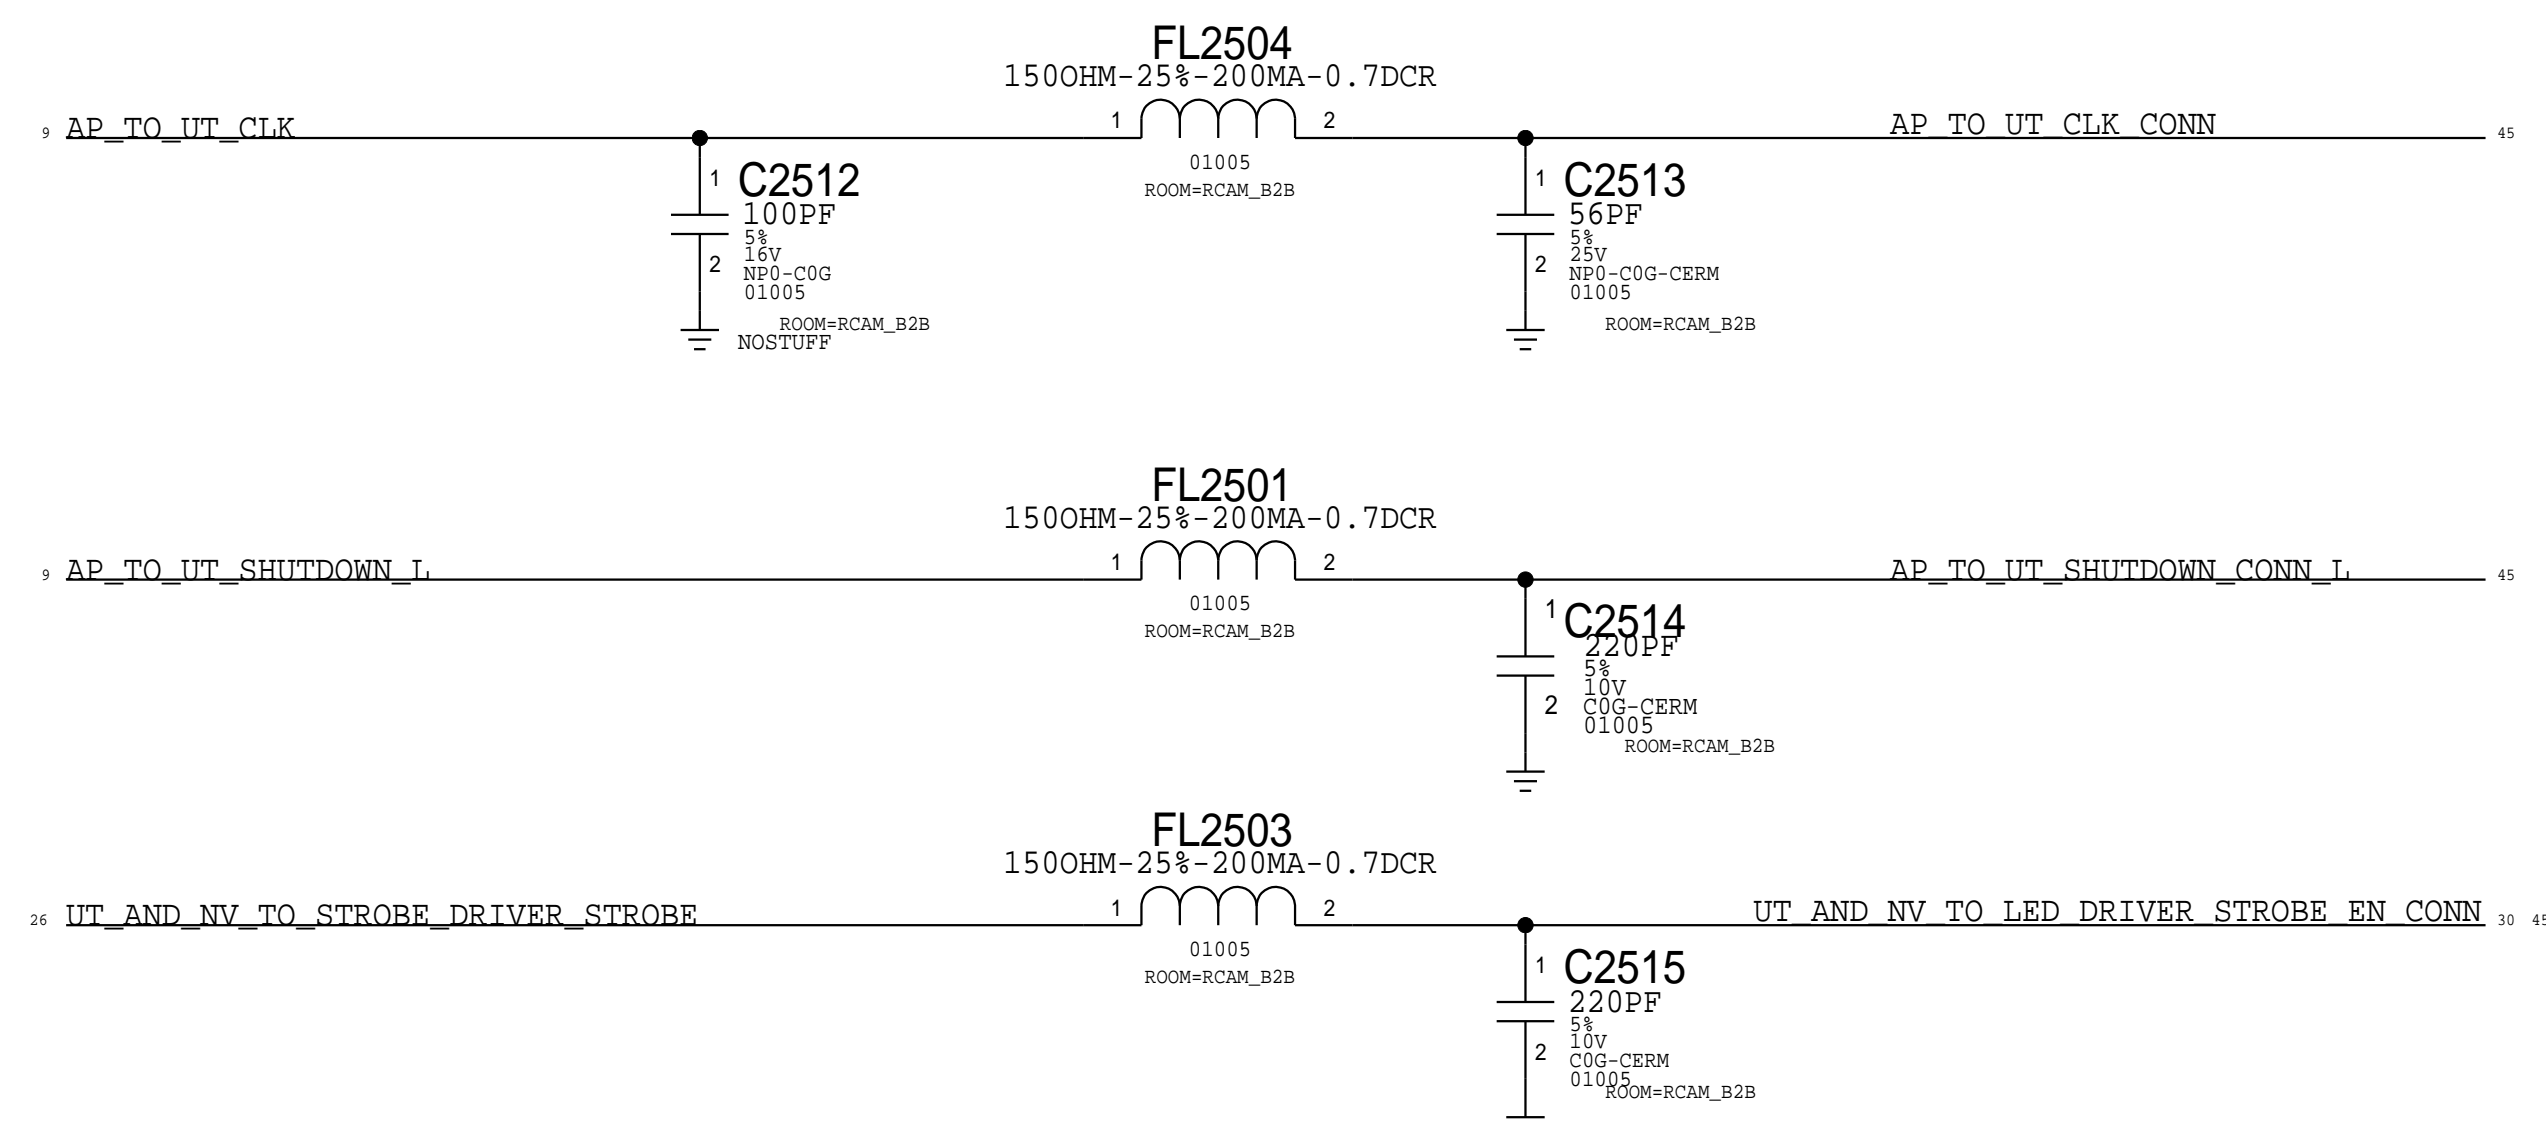 FL2504
150OHM-25%-200MA-0.7DCR
9 AP_TO_UT_CLK
1 2
AP_TO_UT_CLK_CONN 45
01005
ROOM=RCAM_B2B
1 C2512
100PF
5%
16V
2 NP0-C0G
01005
ROOM=RCAM_B2B
NOSTUFF
1 C2513
56PF
5%
25V
2 NP0-C0G-CERM
01005
ROOM=RCAM_B2B
FL2501
150OHM-25%-200MA-0.7DCR
9 AP_TO_UT_SHUTDOWN_L
1 2
AP_TO_UT_SHUTDOWN_CONN_L 45
01005
ROOM=RCAM_B2B
1 C2514
220PF
5%
10V
2 C0G-CERM
01005
ROOM=RCAM_B2B
FL2503
150OHM-25%-200MA-0.7DCR
26 UT_AND_NV_TO_STROBE_DRIVER_STROBE
1 2
UT_AND_NV_TO_LED_DRIVER_STROBE_EN_CONN 30 45
01005
ROOM=RCAM_B2B
1 C2515
220PF
5%
10V
2 C0G-CERM
01005
ROOM=RCAM_B2B